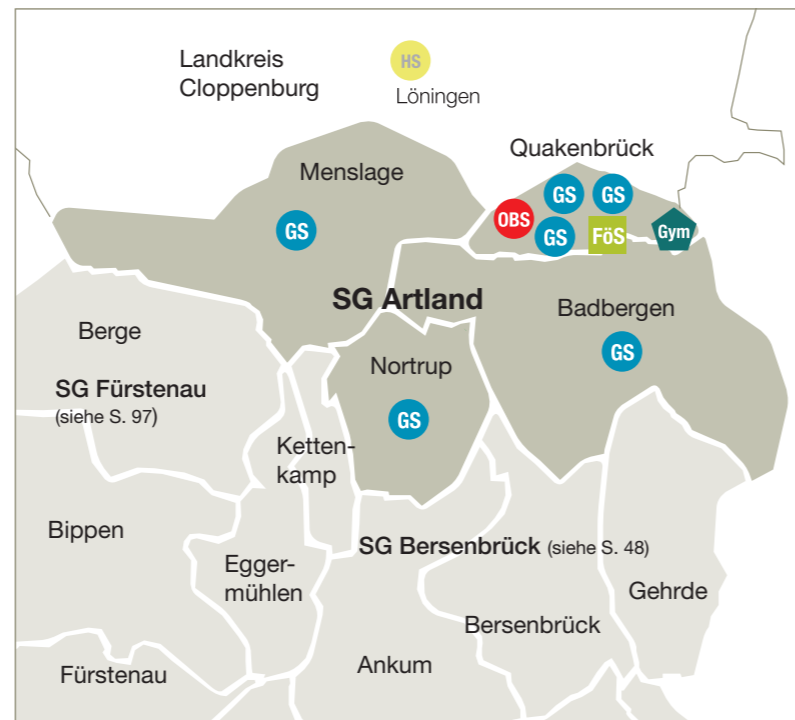 Landkreis
Cloppenburg
HS
Löningen
Quakenbrück
Menslage
GS
GS
OBS
GS
GS
FöS
Gym
SG Artland
Badbergen
GS
Berge
Nortrup
SG Fürstenau
(siehe S. 97)
GS
Ketten-
kamp
Bippen
SG Bersenbrück (siehe S. 48)
Egger-
mühlen
Gehrde
Bersenbrück
Ankum
Fürstenau